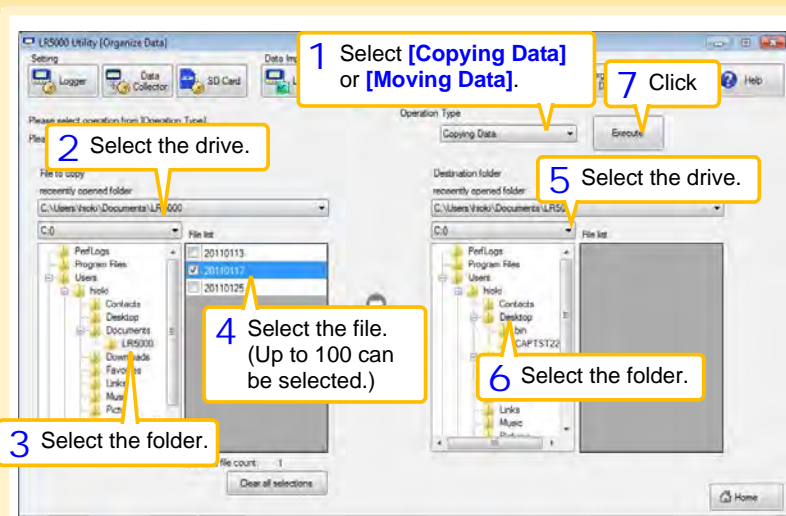 LR5000 Utility [Organize Data]
Setting
Logger
Data
Collector
SD Card
Help
1 Select [Copying Data]
or [Moving Data].
7 Click
Please select operation from [Operation Type]
Operation Type
Copying Data
Execute
2 Select the drive.
File to copy
recently opened folder
C:\Users\hioki\Documents\LR5000
C:0
File list
PerfLogs
Program Files
Users
hioki
Contacts
Desktop
Documents
LR5000
Downloads
Favorites
Links
20110113
20110117
20110125
4 Select the file.
(Up to 100 can
be selected.)
3 Select the folder.
file count: 1
Clear all selections
Destination folder
recently opened folder
5 Select the drive.
C:\Users\hioki\Documents\LR50
C:0
File list
PerfLogs
Program Files
Users
hioki
Contacts
Desktop
bin
CAPTST22
6 Select the folder.
Links
Music
Home